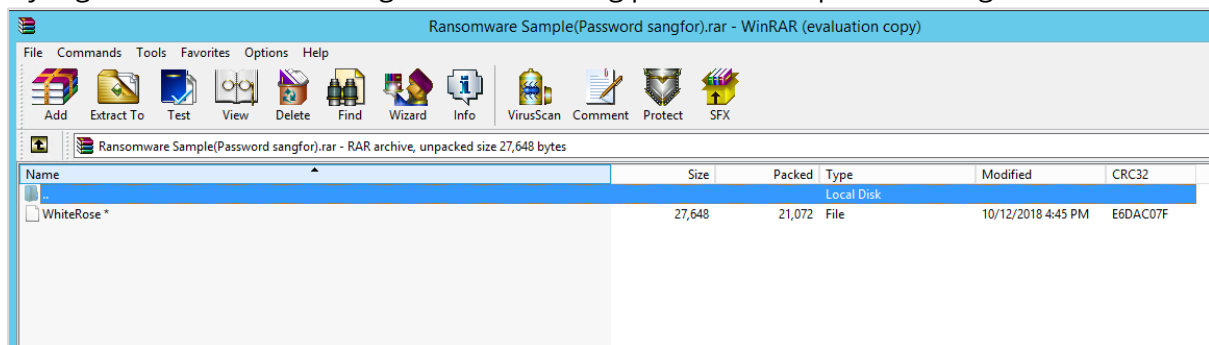 Ransomware Sample(Password sangfor).rar - WinRAR (evaluation copy)
File Commands Tools Favorites Options Help
Add Extract To Test View Delete Find Wizard Info VirusScan Comment Protect SFX
Ransomware Sample(Password sangfor).rar - RAR archive, unpacked size 27,648 bytes
Name Size Packed Type Modified CRC32
.. Local Disk
WhiteRose * 27,648 21,072 File 10/12/2018 4:45 PM E6DAC07F